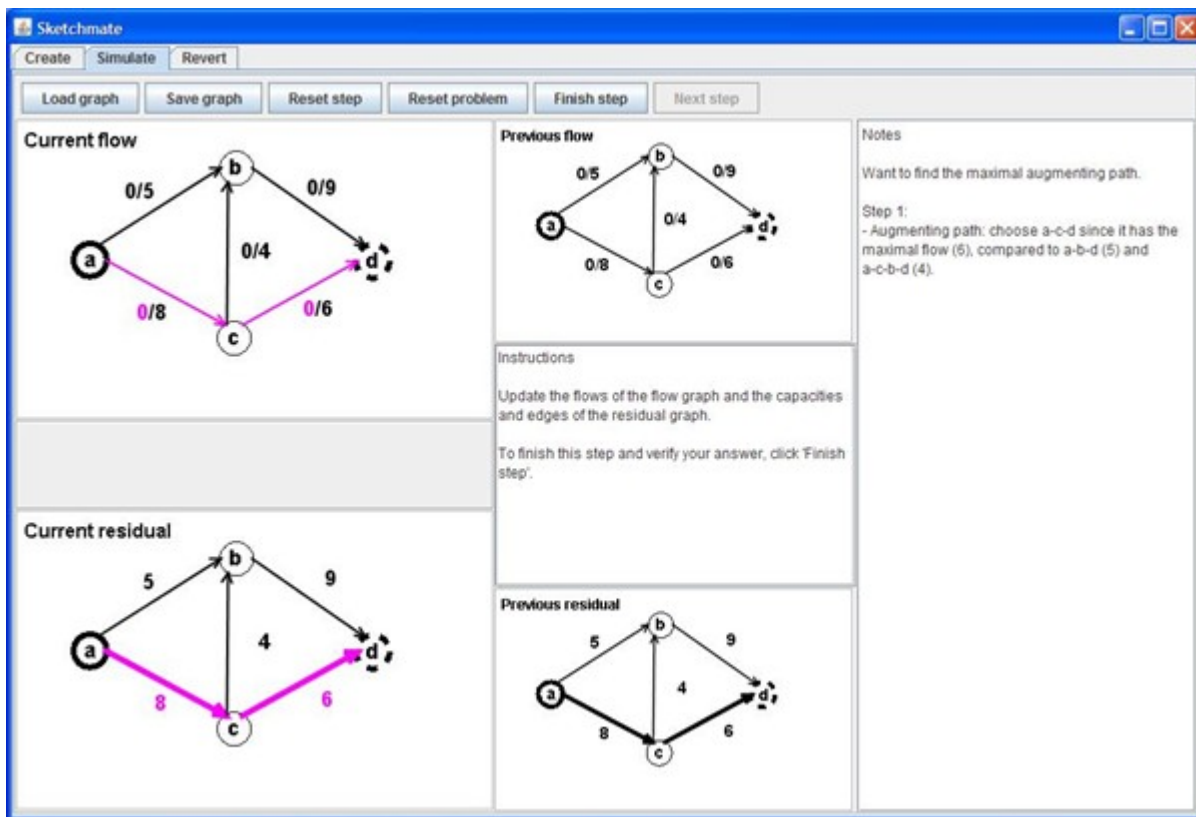 Sketchmate
Create Simulate Revert
Load graph Save graph Reset step Reset problem Finish step Next step
Current flow
b
0/5
0/9
a
0/4
d
0/8
0/6
c
Current residual
b
5
9
a
4
d
8
6
c
Previous flow
b
0/5
0/9
a
0/4
d
0/8
0/6
c
Instructions
Update the flows of the flow graph and the capacities
and edges of the residual graph.
To finish this step and verify your answer, click 'Finish
step'.
Previous residual
b
5
9
a
4
d
8
6
c
Notes
Want to find the maximal augmenting path.
Step 1:
- Augmenting path: choose a-c-d since it has the
maximal flow (6), compared to a-b-d (5) and
a-c-b-d (4).